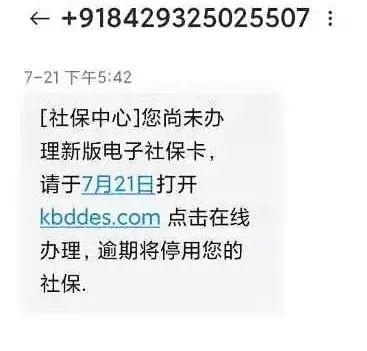 +918429325025507
7-21 下午5:42
[社保中心]您尚未办
理新版电子社保卡，
请于7月21日打开
kbddes.com 点击在线
办理，逾期将停用您的
社保.